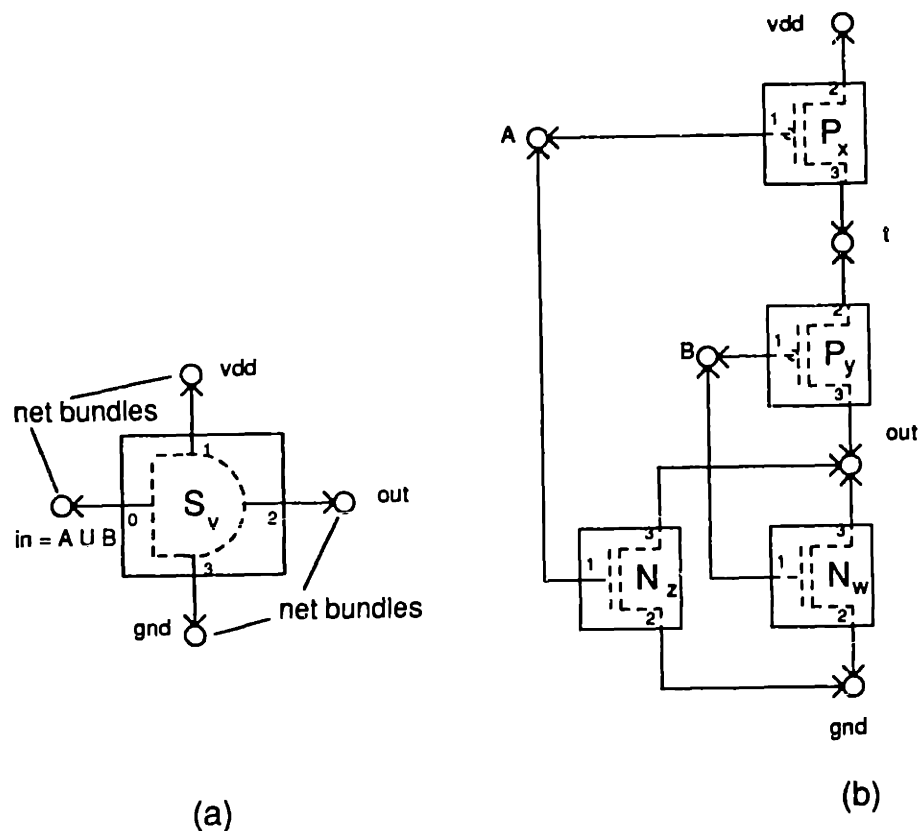 vdd
net bundles
1
S v
0
2
out
in = A U B
3
gnd
net bundles
(a)
vdd
2
A
1
P x
3
t
2
B
1
P y
3
out
3
1
N z
2
3
1
N w
2
gnd
(b)